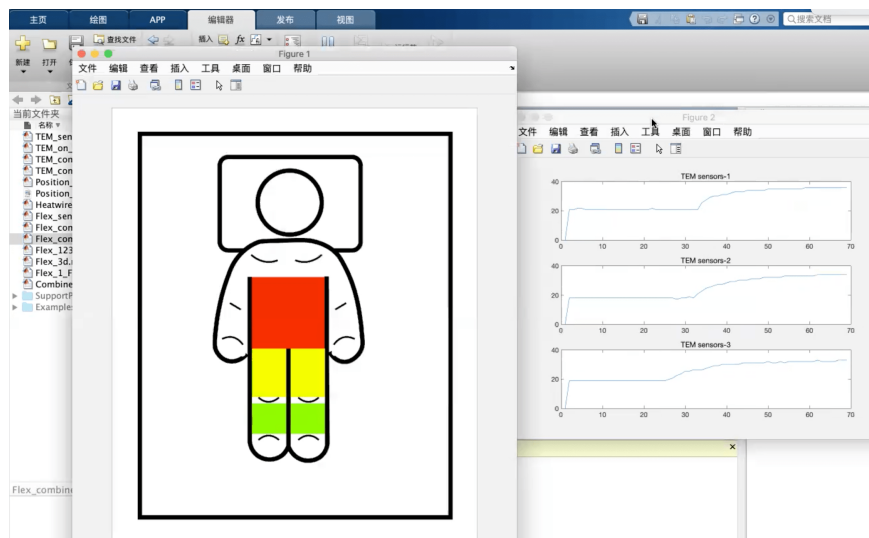 主页 绘图 APP 编辑器 发布 视图
搜索文档
新建 打开 查找文件 插入 fx
Figure 1
文件 编辑 查看 插入 工具 桌面 窗口 帮助
当前文件夹
名称
TEM_sen
TEM_on_
TEM_con
TEM_con
Position_
Position_
Heatwire
Flex_sen
Flex_con
Flex_con
Flex_123
Flex_3d.
Flex_1_F
Combine
SupportF
Example
Flex_combin
Figure 2
文件 编辑 查看 插入 工具 桌面 窗口 帮助
TEM sensors-1
40
20
0
0 10 20 30 40 50 60 70
TEM sensors-2
40
20
0
0 10 20 30 40 50 60 70
TEM sensors-3
40
20
0
0 10 20 30 40 50 60 70